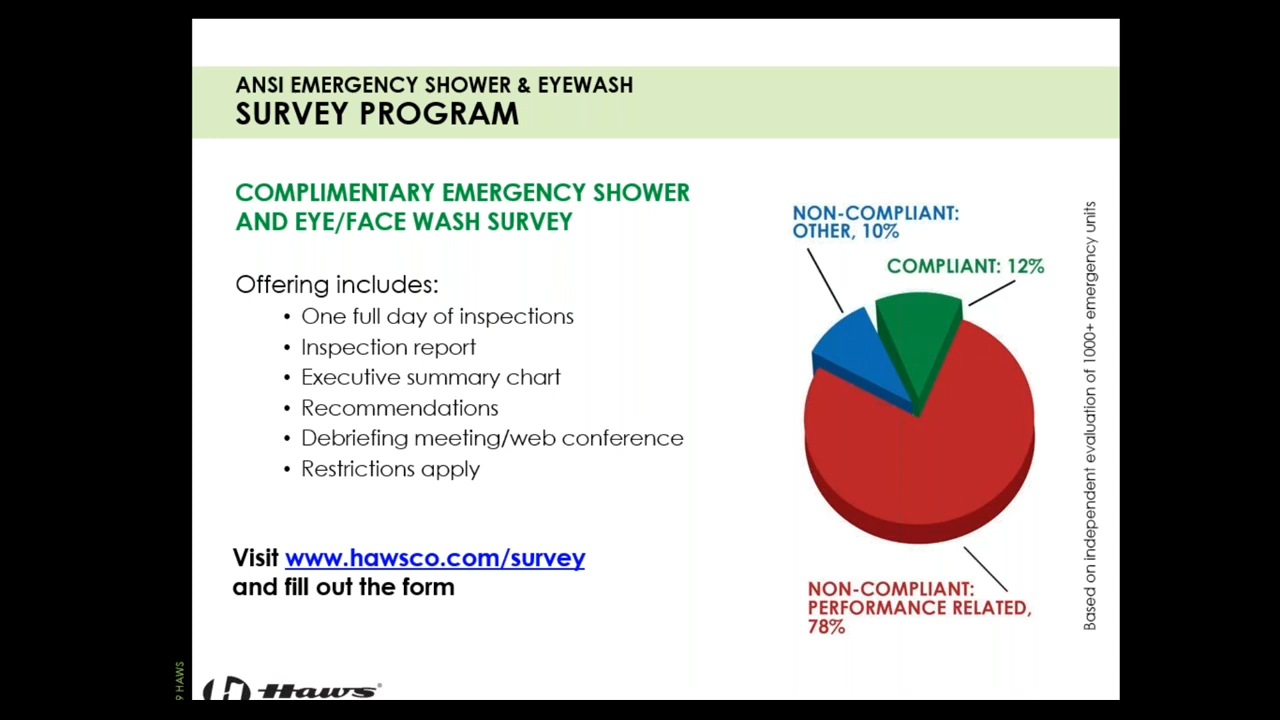 ANSI EMERGENCY SHOWER & EYEWASH
SURVEY PROGRAM
COMPLIMENTARY EMERGENCY SHOWER
AND EYE/FACE WASH SURVEY
Offering includes:
• One full day of inspections
• Inspection report
• Executive summary chart
• Recommendations
• Debriefing meeting/web conference
• Restrictions apply
Visit www.hawsco.com/survey
and fill out the form
NON-COMPLIANT:
OTHER, 10%
COMPLIANT: 12%
NON-COMPLIANT:
PERFORMANCE RELATED,
78%
Based on independent evaluation of 1000+ emergency units
9 HAWS
Haws®